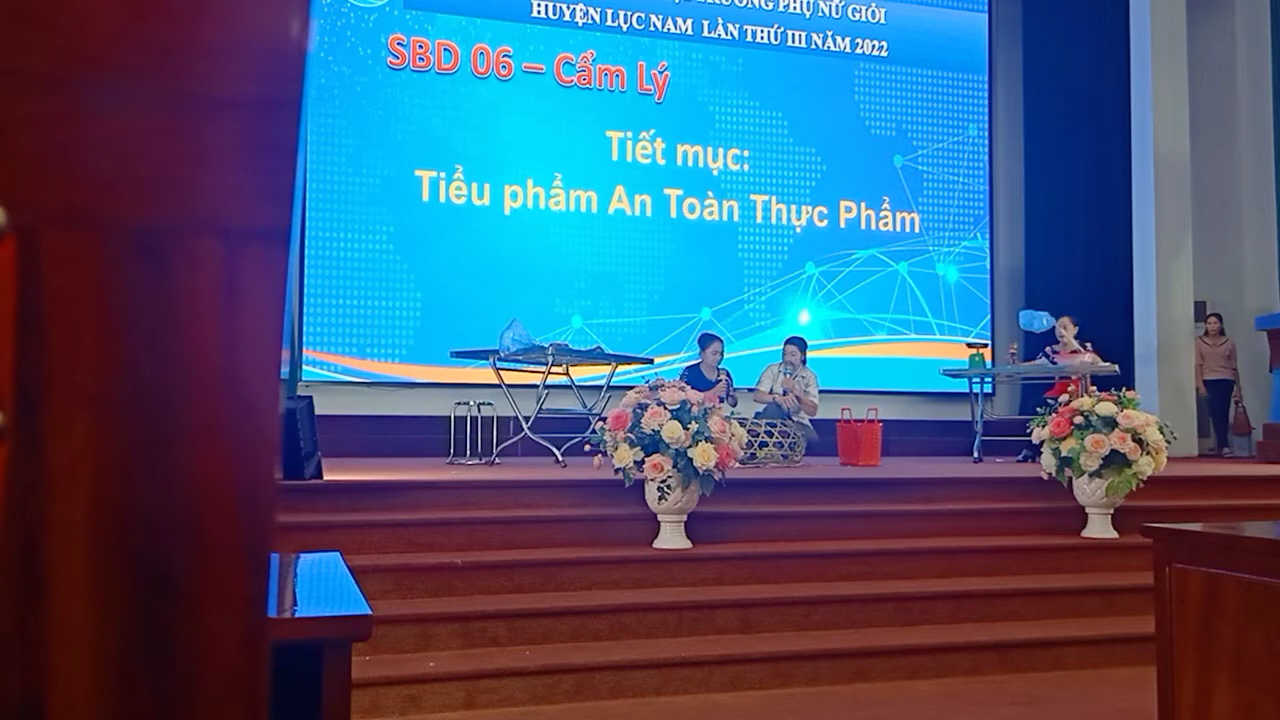 TRƯỞNG PHỤ NỮ GIỎI
HUYỆN LỤC NAM LẦN THỨ III NĂM 2022
SBD 06 – Cẩm Lý
Tiết mục:
Tiểu phẩm An Toàn Thực Phẩm